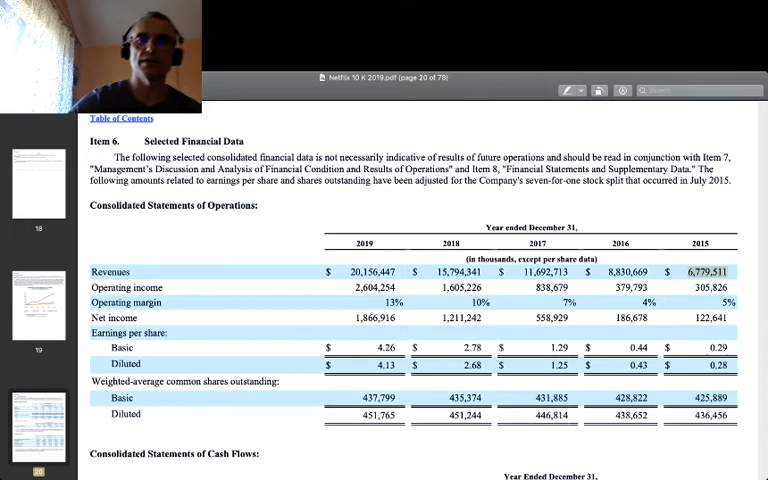 Netflix 10 K 2019.pdf (page 20 of 78)
Search
Table of Contents
Item 6. Selected Financial Data
The following selected consolidated financial data is not necessarily indicative of results of future operations and should be read in conjunction with Item 7,
"Management's Discussion and Analysis of Financial Condition and Results of Operations" and Item 8, "Financial Statements and Supplementary Data." The
following amounts related to earnings per share and shares outstanding have been adjusted for the Company's seven-for-one stock split that occurred in July 2015.
Consolidated Statements of Operations:
Year ended December 31,
2019 2018 2017 2016 2015
(in thousands, except per share data)
Revenues $ 20,156,447 $ 15,794,341 $ 11,692,713 $ 8,830,669 $ 6,779,511
Operating income 2,604,254 1,605,226 838,679 379,793 305,826
Operating margin 13% 10% 7% 4% 5%
Net income 1,866,916 1,211,242 558,929 186,678 122,641
Earnings per share:
Basic $ 4.26 $ 2.78 $ 1.29 $ 0.44 $ 0.29
Diluted $ 4.13 $ 2.68 $ 1.25 $ 0.43 $ 0.28
Weighted-average common shares outstanding:
Basic 437,799 435,374 431,885 428,822 425,889
Diluted 451,765 451,244 446,814 438,652 436,456
Consolidated Statements of Cash Flows:
Year Ended December 31,
18
19
20